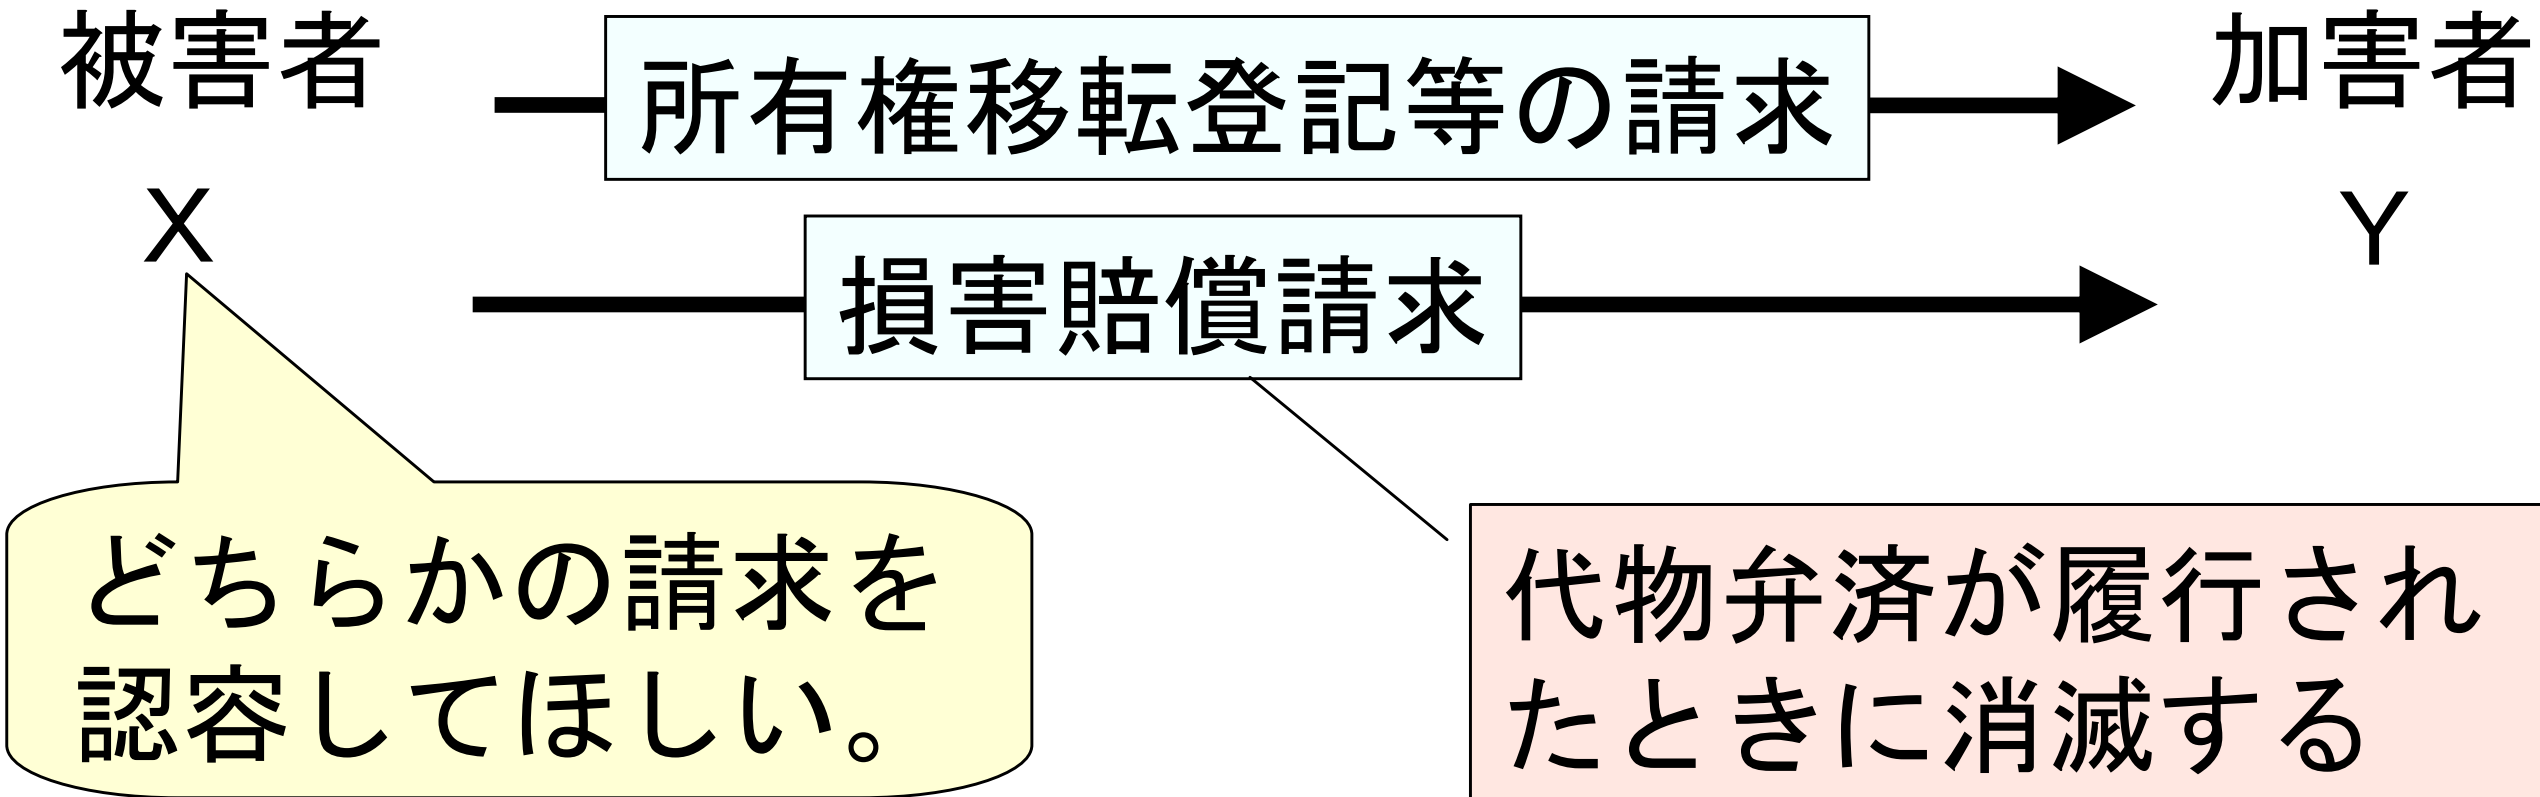 被害者
所有権移転登記等の請求
加害者
X
Y
損害賠償請求
どちらかの請求を
認容してほしい。
代物弁済が履行され
たときに消滅する